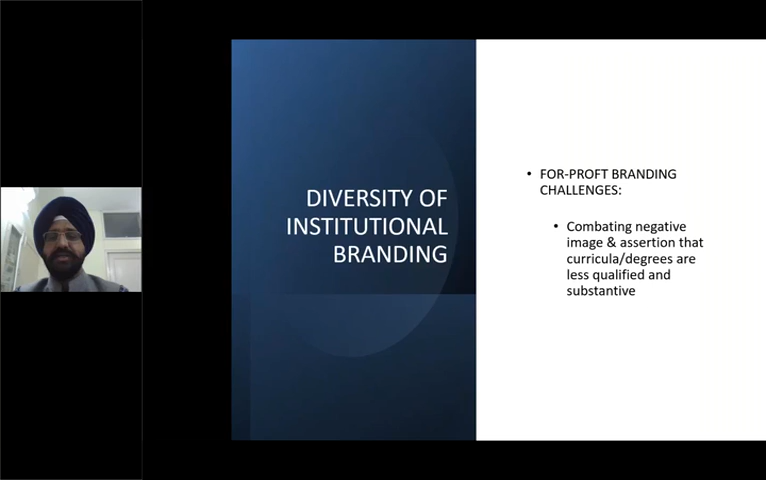 DIVERSITY OF
INSTITUTIONAL
BRANDING
• FOR-PROFT BRANDING
CHALLENGES:
• Combating negative
image & assertion that
curricula/degrees are
less qualified and
substantive